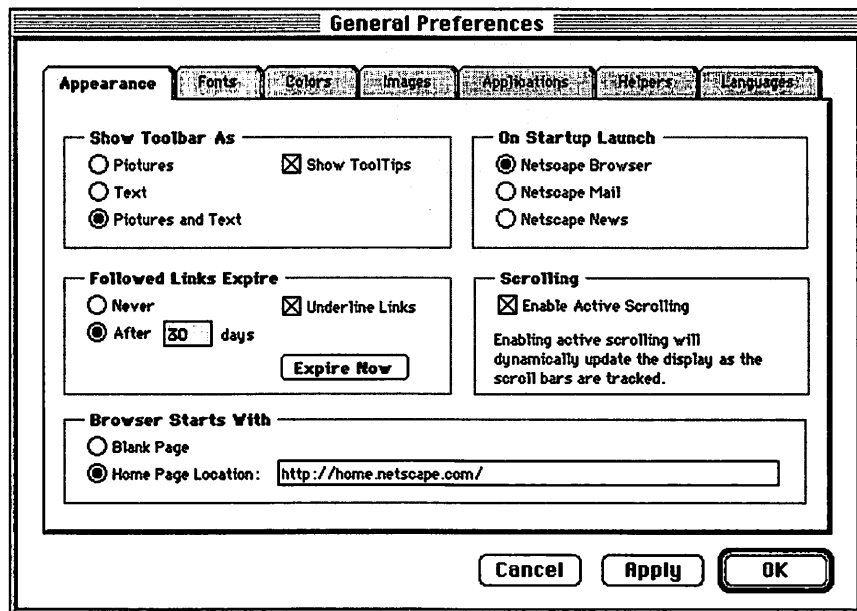 General Preferences
Appearance Fonts Colors Images Applications Helpers Languages
Show Toolbar As
Pictures
Show ToolTips
Text
Pictures and Text
On Startup Launch
Netscape Browser
Netscape Mail
Netscape News
Followed Links Expire
Never
Underline Links
After 30 days
Expire Now
Scrolling
Enable Active Scrolling
Enabling active scrolling will
dynamically update the display as the
scroll bars are tracked.
Browser Starts With
Blank Page
Home Page Location: http://home.netscape.com/
Cancel Apply OK